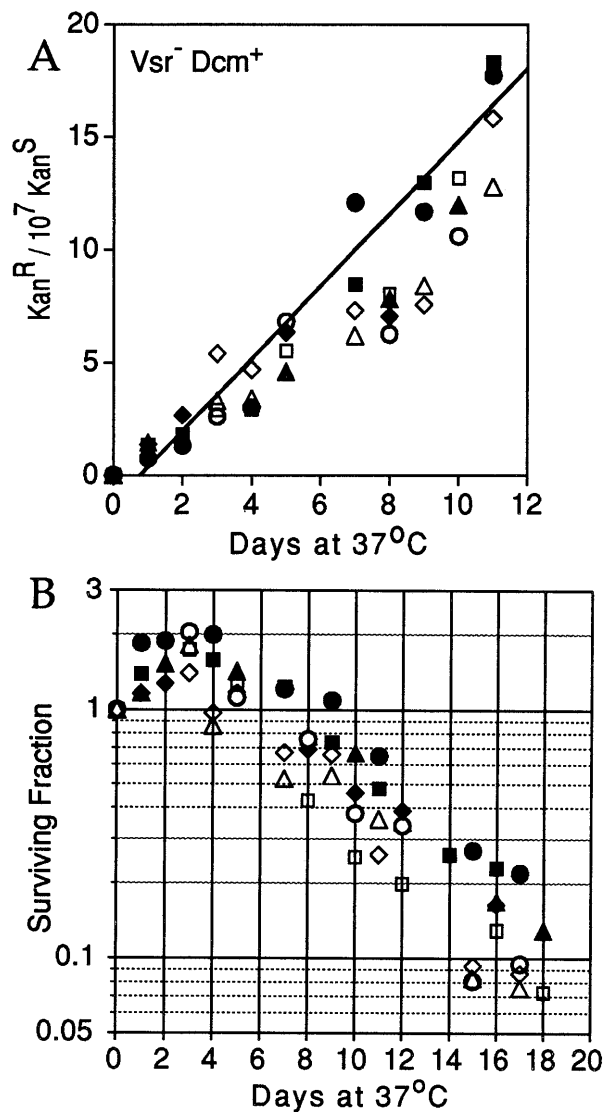 A
Vsr⁻ Dcm⁺
Kan^R / 10^7 Kan^S
20
15
10
5
0
0 2 4 6 8 10 12
Days at 37°C
B
Surviving Fraction
3
1
0.1
0.05
0 2 4 6 8 10 12 14 16 18 20
Days at 37°C